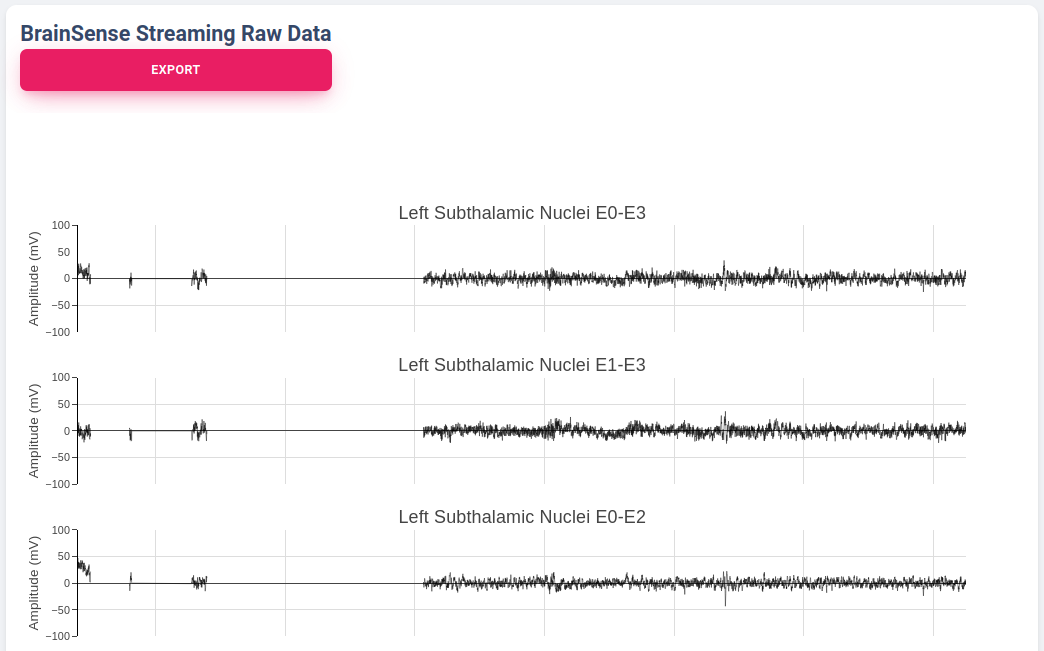 BrainSense Streaming Raw Data
EXPORT
Left Subthalamic Nuclei E0-E3
Amplitude (mV)
100
50
0
−50
−100
Left Subthalamic Nuclei E1-E3
Amplitude (mV)
100
50
0
−50
−100
Left Subthalamic Nuclei E0-E2
Amplitude (mV)
100
50
0
−50
−100